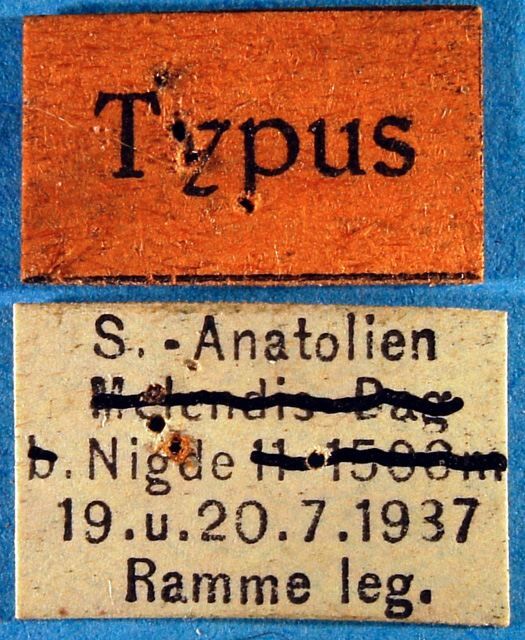 Typus
S.-Anatolien
Melendis Dag
b. Nigde
19.u.20.7.1937
Ramme leg.